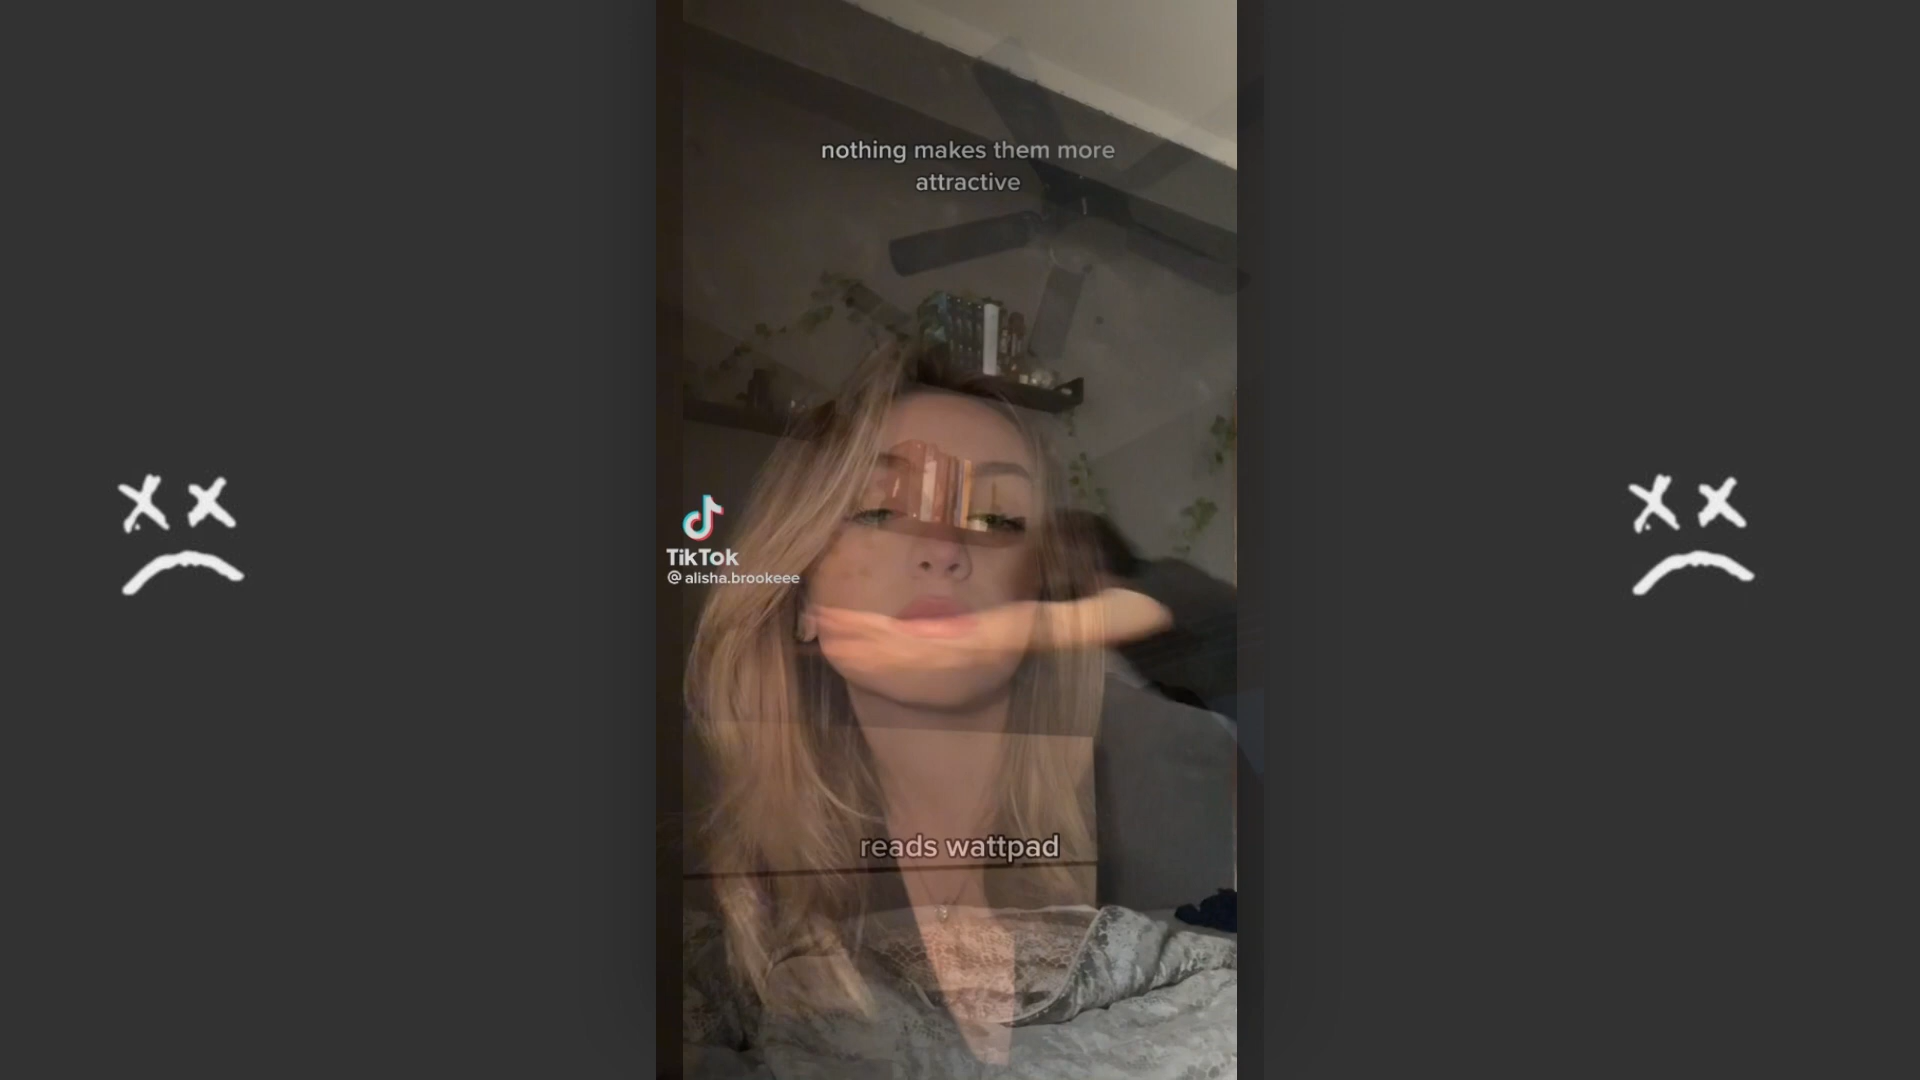 nothing makes them more
attractive
TikTok
@alisha.brookeee
reads wattpad